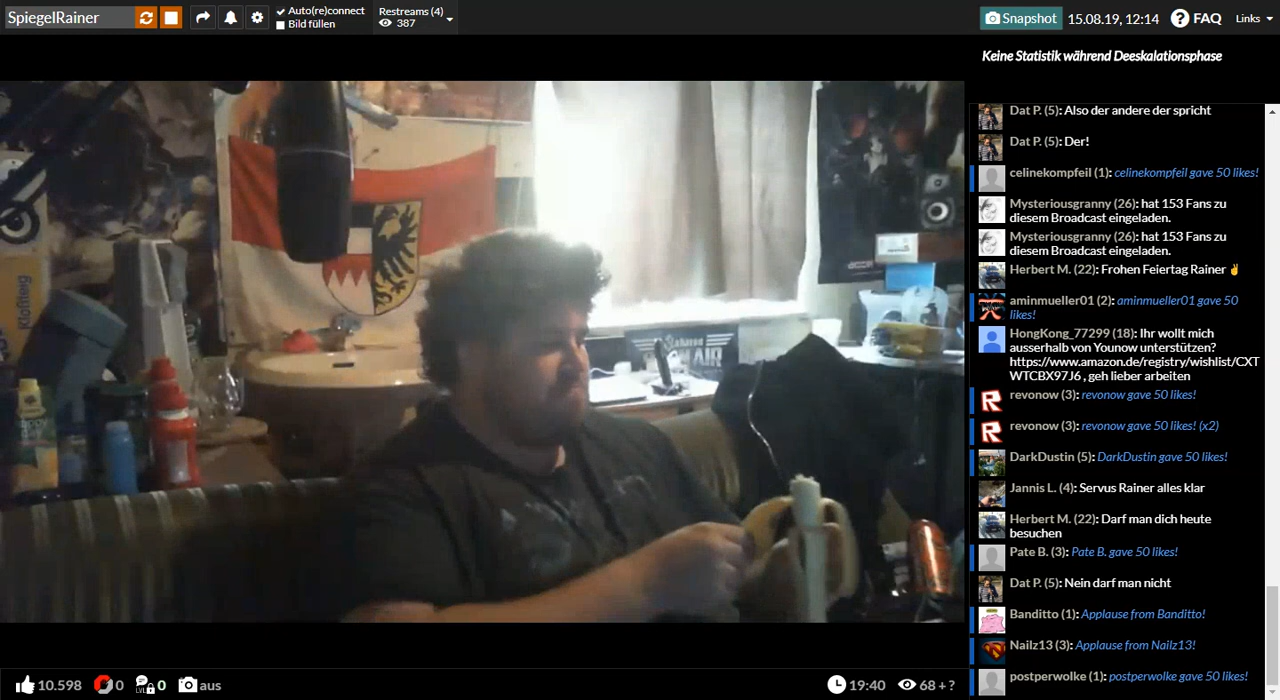 SpiegelRainer
Auto(re)connect
Bild füllen
Restreams (4)
387
Snapshot
15.08.19, 12:14
? FAQ
Links
Keine Statistik während Deeskalationsphase
Dat P. (5): Also der andere der spricht
Dat P. (5): Der!
celinekompfeil (1): celinekompfeil gave 50 likes!
Mysteriousgranny (26): hat 153 Fans zu
diesem Broadcast eingeladen.
Mysteriousgranny (26): hat 153 Fans zu
diesem Broadcast eingeladen.
Herbert M. (22): Frohen Feiertag Rainer ✌
aminmueller01 (2): aminmueller01 gave 50
likes!
HongKong_77299 (18): Ihr wollt mich
ausserhalb von Younow unterstützen?
https://www.amazon.de/registry/wishlist/CXT
WTCBX97J6 , geh lieber arbeiten
revonow (3): revonow gave 50 likes!
revonow (3): revonow gave 50 likes! (x2)
DarkDustin (5): DarkDustin gave 50 likes!
Jannis L. (4): Servus Rainer alles klar
Herbert M. (22): Darf man dich heute
besuchen
Pate B. (3): Pate B. gave 50 likes!
Dat P. (5): Nein darf man nicht
Banditto (1): Applause from Banditto!
Nailz13 (3): Applause from Nailz13!
postperwolke (1): postperwolke gave 50 likes!
10.598
0
LVL
0
aus
19:40
68 + ?